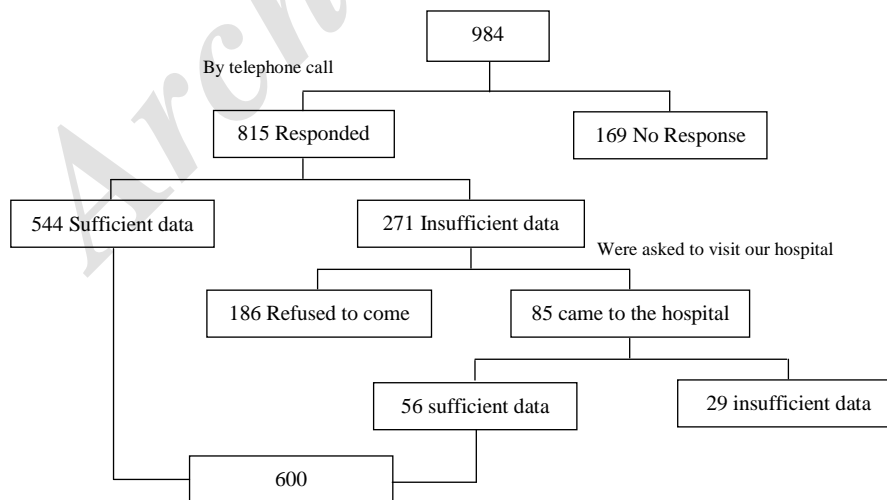 984
By telephone call
815 Responded
169 No Response
544 Sufficient data
271 Insufficient data
Were asked to visit our hospital
186 Refused to come
85 came to the hospital
56 sufficient data
29 insufficient data
600
Arch